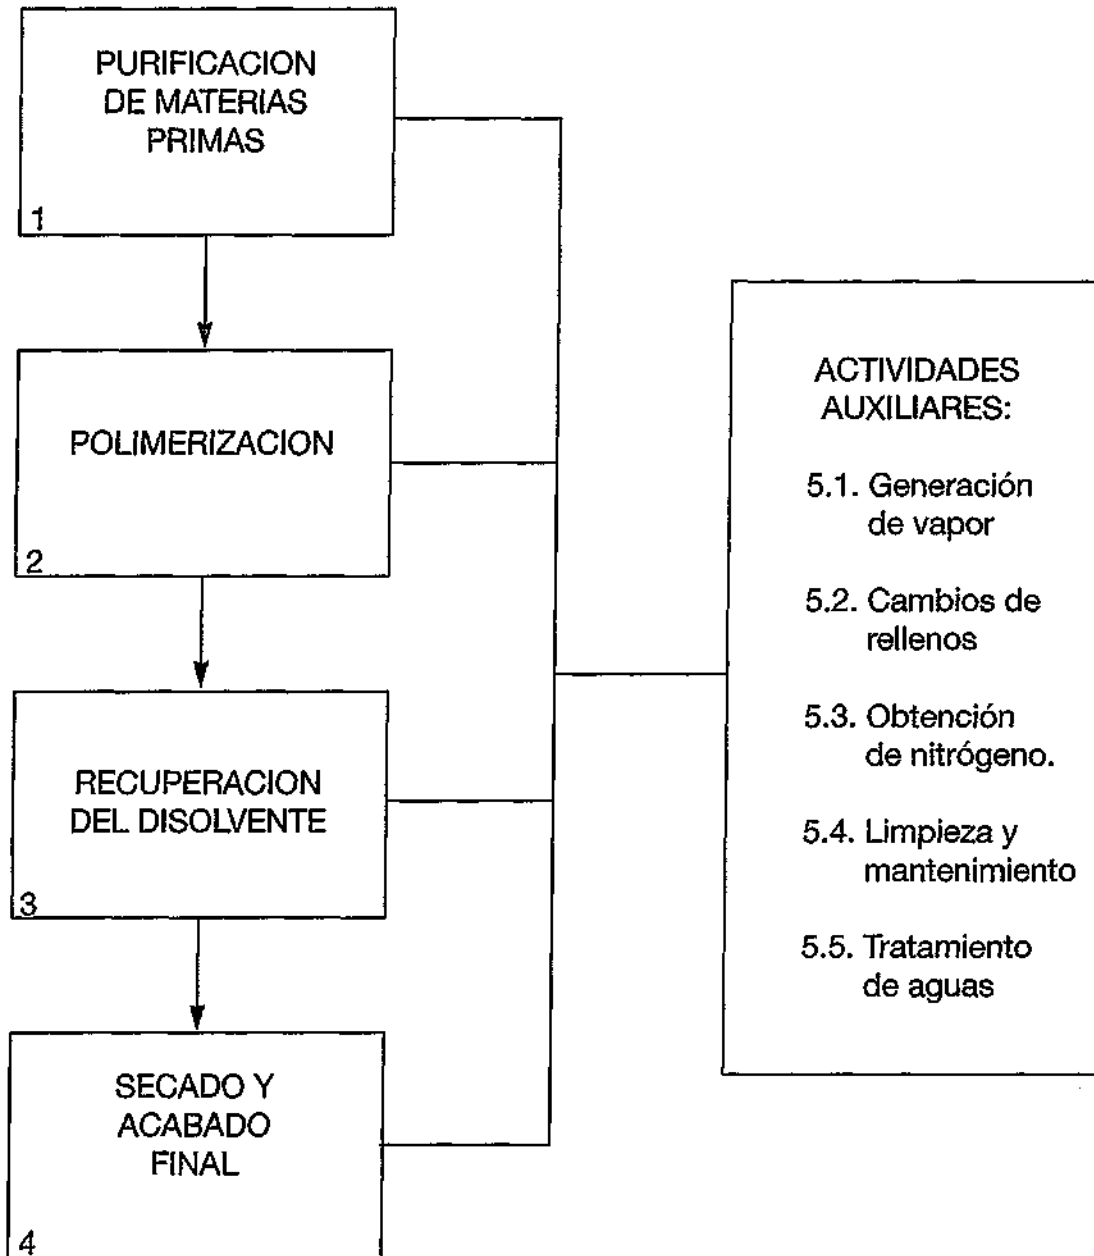 PURIFICACION
DE MATERIAS
PRIMAS
1
POLIMERIZACION
2
RECUPERACION
DEL DISOLVENTE
3
SECADO Y
ACABADO
FINAL
4
ACTIVIDADES
AUXILIARES:
5.1. Generación
de vapor
5.2. Cambios de
rellenos
5.3. Obtención
de nitrógeno.
5.4. Limpieza y
mantenimiento
5.5. Tratamiento
de aguas